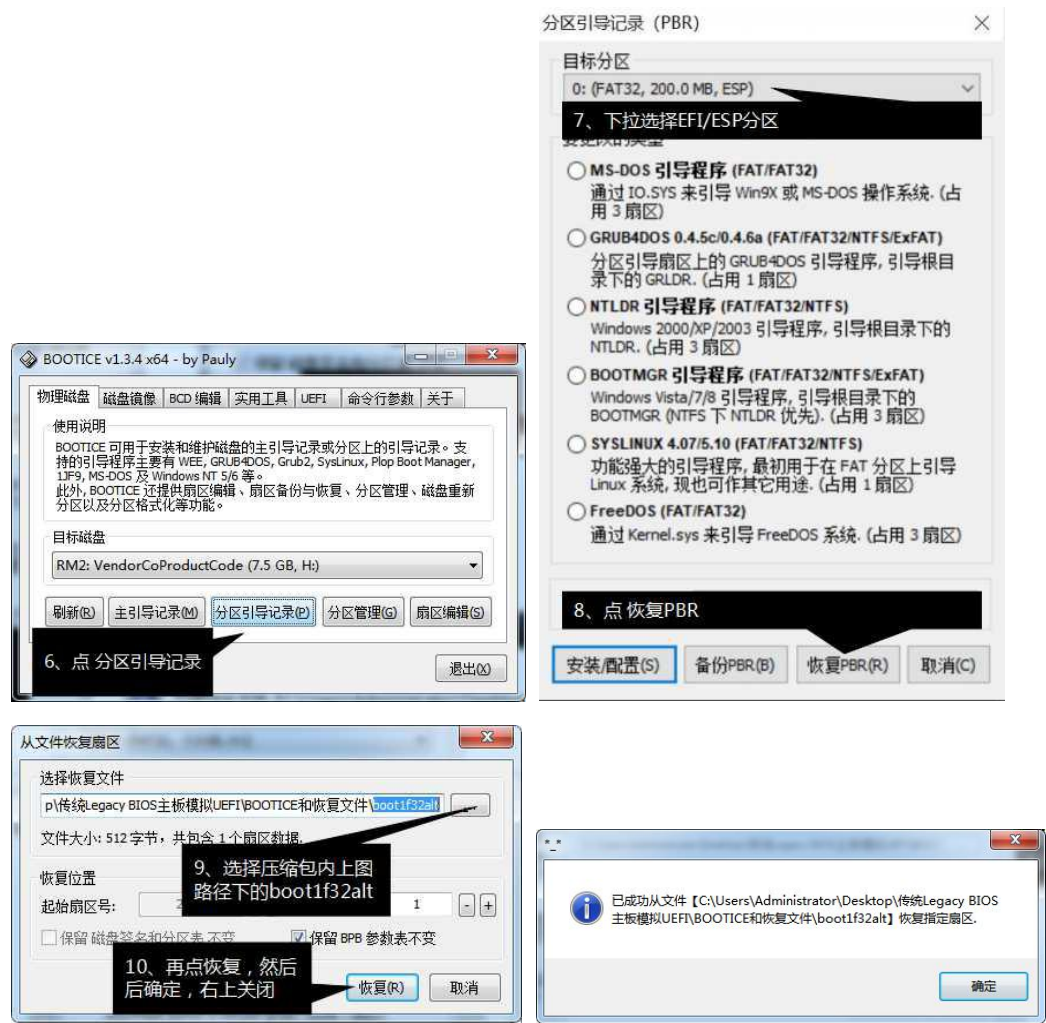 BOOTICE v1.3.4 x64 - by Pauly
物理磁盘 磁盘镜像 BCD 编辑 实用工具 UEFI 命令行参数 关于
使用说明
BOOTICE 可用于安装和维护磁盘的主引导记录或分区上的引导记录。支
持的引导程序主要有 WEE, GRUB4DOS, Grub2, SysLinux, Plop Boot Manager,
1JF9, MS-DOS 及 Windows NT 5/6 等。
此外, BOOTICE 还提供扇区编辑、扇区备份与恢复、分区管理、磁盘重新
分区以及分区格式化等功能。
目标磁盘
RM2: VendorCoProductCode (7.5 GB, H:)
刷新(R) 主引导记录(M) 分区引导记录(P) 分区管理(G) 扇区编辑(S)
6、点 分区引导记录
退出(X)
分区引导记录（PBR）
目标分区
0: (FAT32, 200.0 MB, ESP)
7、下拉选择EFI/ESP分区
MS-DOS 引导程序 (FAT/FAT32)
通过 IO.SYS 来引导 Win9X 或 MS-DOS 操作系统. (占
用 3 扇区)
GRUB4DOS 0.4.5c/0.4.6a (FAT/FAT32/NTFS/ExFAT)
分区引导扇区上的 GRUB4DOS 引导程序, 引导根目
录下的 GRLDR. (占用 1 扇区)
NTLDR 引导程序 (FAT/FAT32/NTFS)
Windows 2000/XP/2003 引导程序, 引导根目录下的
NTLDR. (占用 3 扇区)
BOOTMGR 引导程序 (FAT/FAT32/NTFS/ExFAT)
Windows Vista/7/8 引导程序, 引导根目录下的
BOOTMGR (NTFS 下 NTLDR 优先). (占用 3 扇区)
SYSLINUX 4.07/5.10 (FAT/FAT32/NTFS)
功能强大的引导程序, 最初用于在 FAT 分区上引导
Linux 系统, 现也可作其它用途. (占用 1 扇区)
FreeDOS (FAT/FAT32)
通过 Kernel.sys 来引导 FreeDOS 系统. (占用 3 扇区)
8、点 恢复PBR
安装/配置(S) 备份PBR(B) 恢复PBR(R) 取消(C)
从文件恢复扇区
选择恢复文件
p\传统Legacy BIOS主板模拟UEFI\BOOTICE和恢复文件\boot1f32alt ...
文件大小: 512 字节，共包含 1 个扇区数据.
9、选择压缩包内上图
路径下的boot1f32alt
恢复位置
起始扇区号: 1 - +
保留 磁盘签名和分区表 不变 保留 BPB 参数表不变
10、再点恢复，然后
后确定，右上关闭
恢复(R) 取消
已成功从文件【C:\Users\Administrator\Desktop\传统Legacy BIOS
主板模拟UEFI\BOOTICE和恢复文件\boot1f32alt】恢复指定扇区.
确定